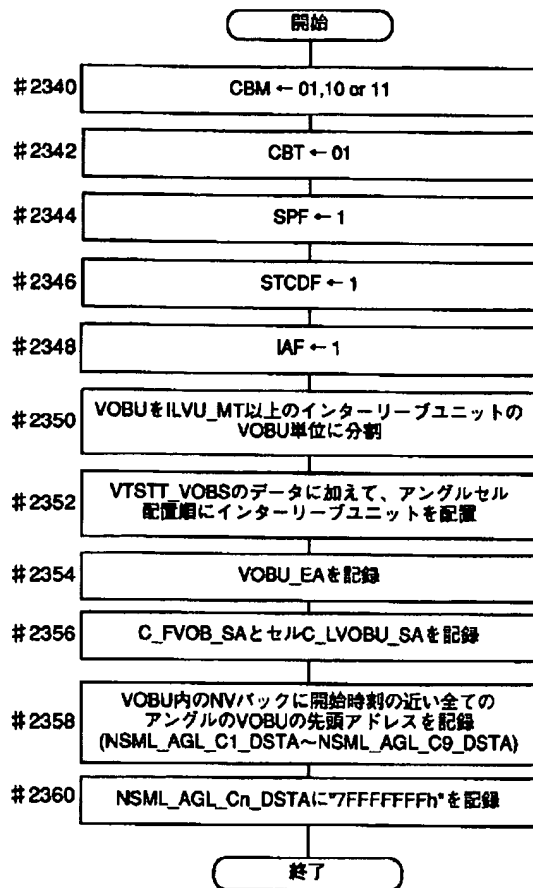 開始
#2340
CBM ← 01,10 or 11
#2342
CBT ← 01
#2344
SPF ← 1
#2346
STCDF ← 1
#2348
IAF ← 1
#2350
VOBUをILVU_MT以上のインターリーブユニットの
VOBU単位に分割
#2352
VTSTT_VOBSのデータに加えて、アングルセル
配置順にインターリーブユニットを配置
#2354
VOBU_EAを記録
#2356
C_FVOB_SAとセルC_LVOBU_SAを記録
#2358
VOBU内のNVパックに開始時刻の近い全ての
アングルのVOBUの先頭アドレスを記録
(NSML_AGL_C1_DSTA～NSML_AGL_C9_DSTA)
#2360
NSML_AGL_Cn_DSTAに"7FFFFFFFh"を記録
終了